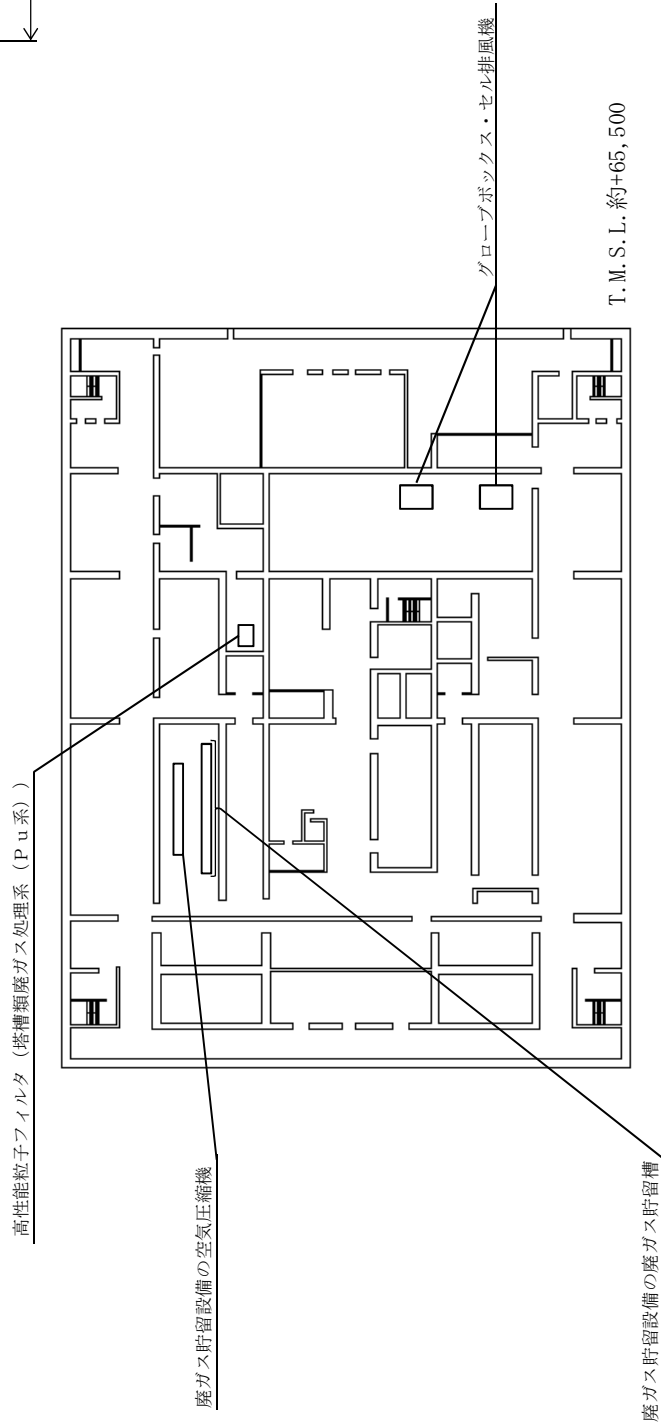 高性能粒子フィルタ（塔槽類廃ガス処理系（Ｐｕ系））
廃ガス貯留設備の空気圧縮機
廃ガス貯留設備の廃ガス貯留槽
グローブボックス・セル排風機
T.M.S.L.約+65,500